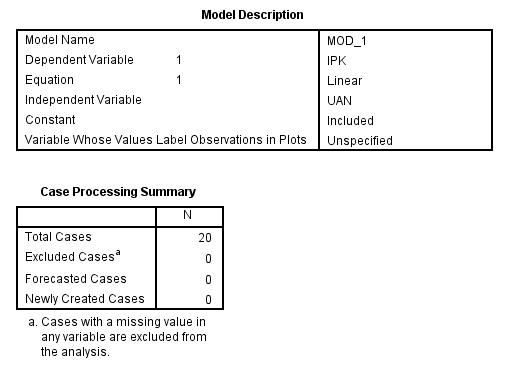 Model Description
Model Name MOD_1
Dependent Variable 1 IPK
Equation 1 Linear
Independent Variable UAN
Constant Included
Variable Whose Values Label Observations in Plots Unspecified
Case Processing Summary
N
Total Cases 20
Excluded Casesa 0
Forecasted Cases 0
Newly Created Cases 0
a. Cases with a missing value in
any variable are excluded from
the analysis.